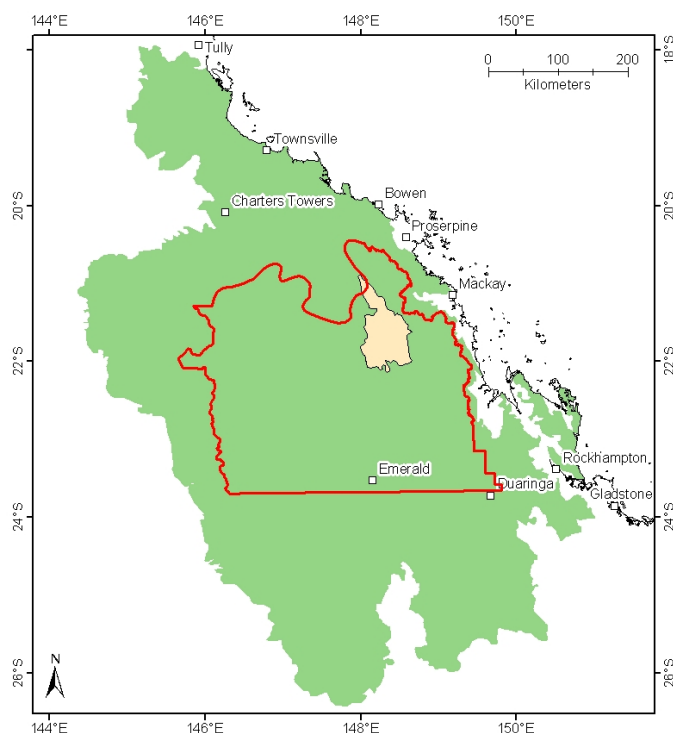 144°E 146°E 148°E 150°E
18°S
Tully
0 100 200
Kilometers
Townsville
20°S 20°S
Charters Towers
Bowen
Proserpine
Mackay
22°S 22°S
Emerald
Rockhampton
Duaringa
Gladstone
24°S 24°S
26°S 26°S
N
144°E 146°E 148°E 150°E